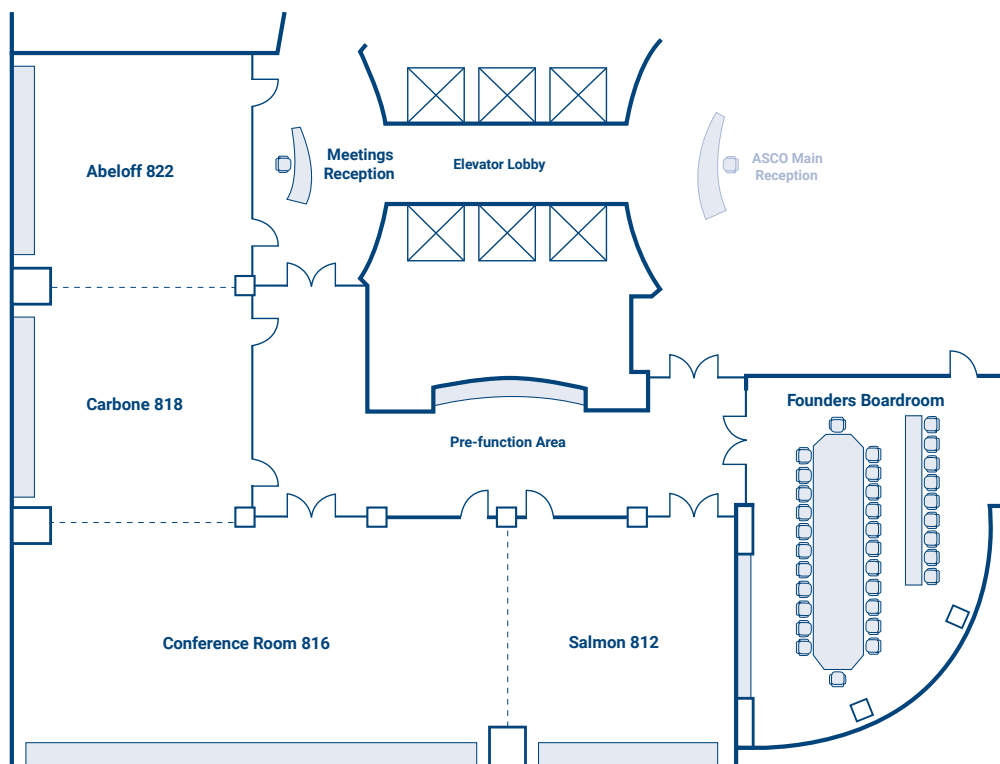 Abeloff 822
Meetings
Reception
Elevator Lobby
ASCO Main
Reception
Carbone 818
Founders Boardroom
Pre-function Area
Conference Room 816
Salmon 812